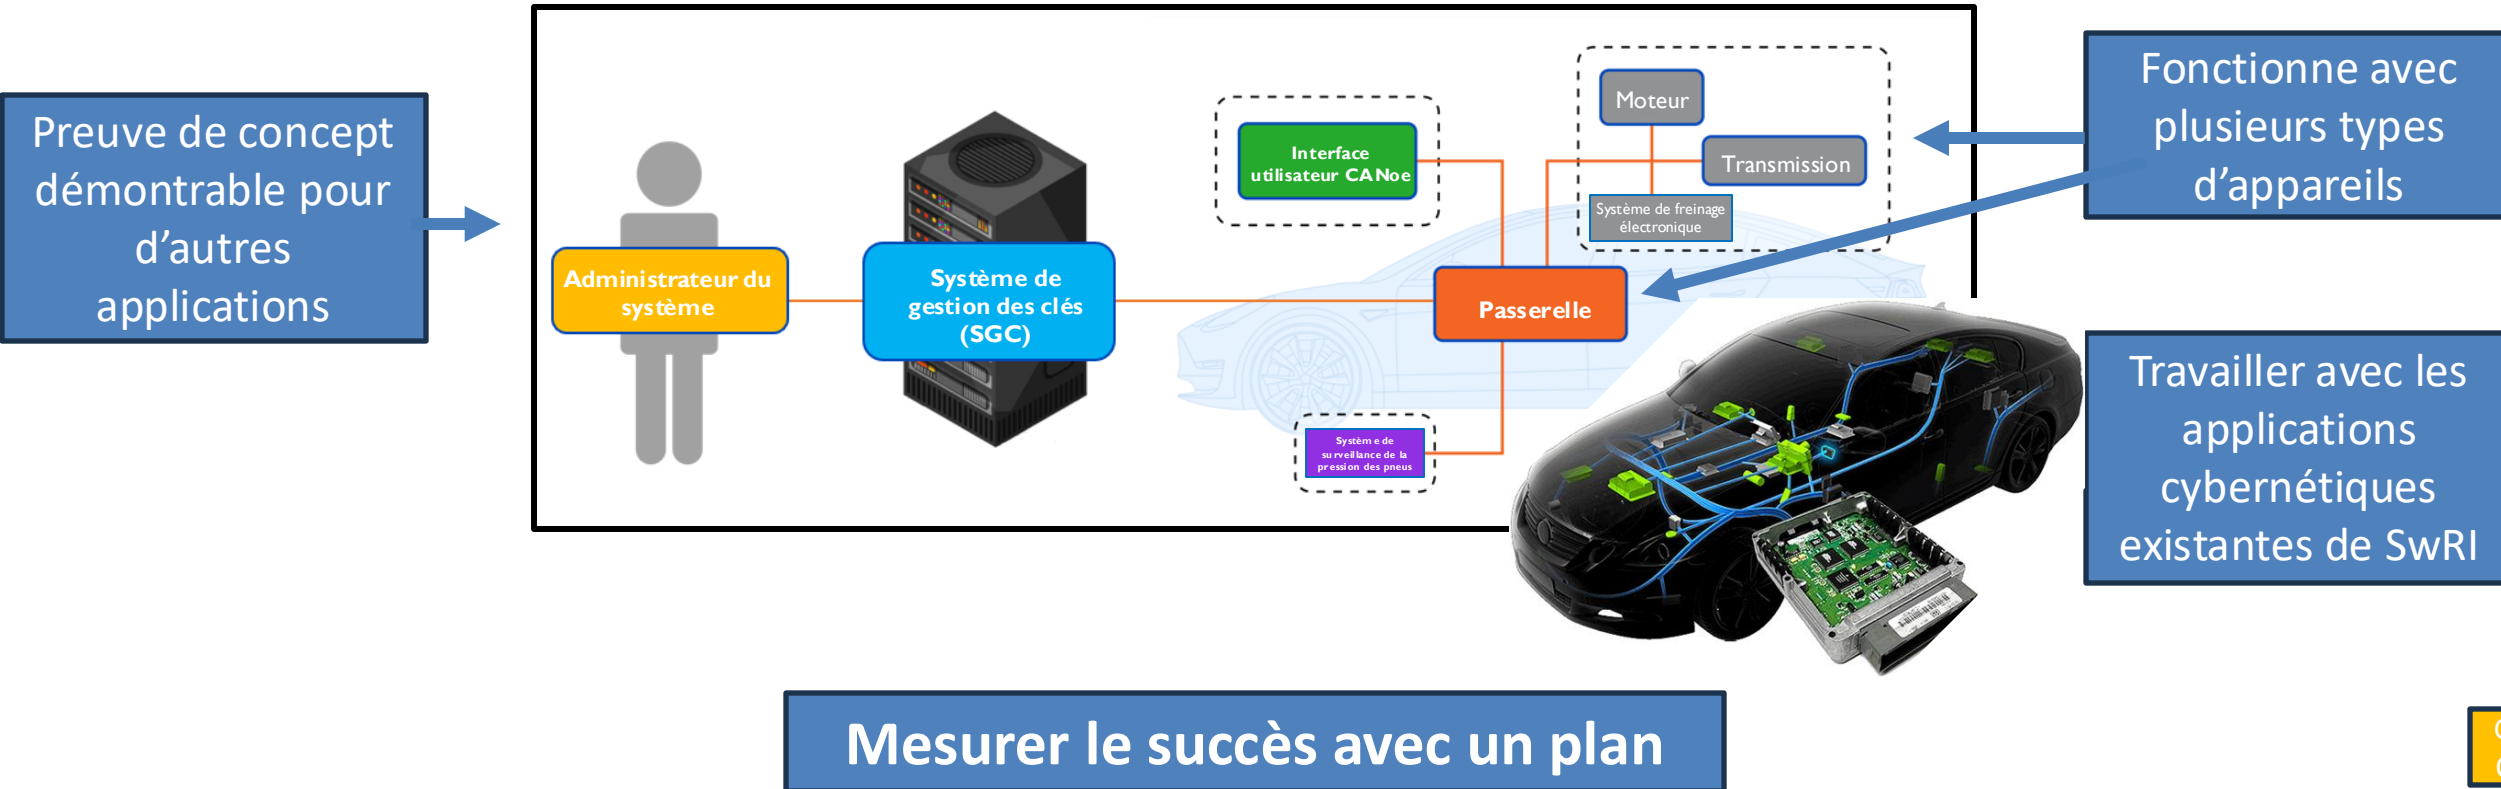 Preuve de concept
démontrable pour
d’autres
applications
Administrateur du
système
Système de
gestion des clés
(SGC)
Interface
utilisateur CANoe
Moteur
Transmission
Système de freinage
électronique
Passerelle
Système de
surveillance de la
pression des pneus
Fonctionne avec
plusieurs types
d’appareils
Travailler avec les
applications
cybernétiques
existantes de SwRI
Mesurer le succès avec un plan